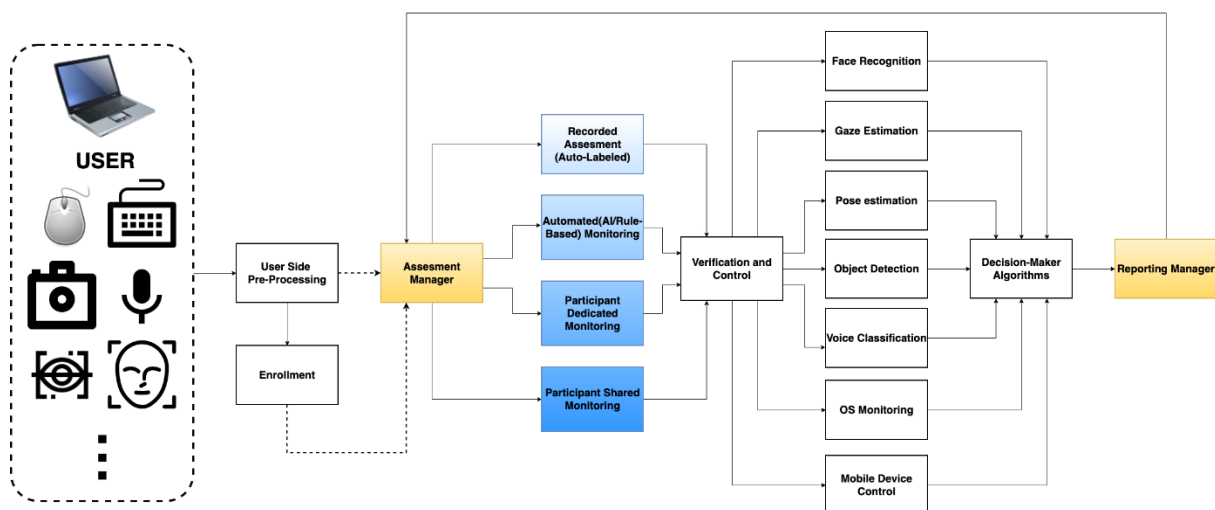 USER
User Side
Pre-Processing
Enrollment
Assesment
Manager
Recorded
Assesment
(Auto-Labeled)
Automated(AI/Rule-
Based) Monitoring
Participant
Dedicated
Monitoring
Participant Shared
Monitoring
Verification and
Control
Face Recognition
Gaze Estimation
Pose estimation
Object Detection
Voice Classification
OS Monitoring
Mobile Device
Control
Decision-Maker
Algorithms
Reporting Manager